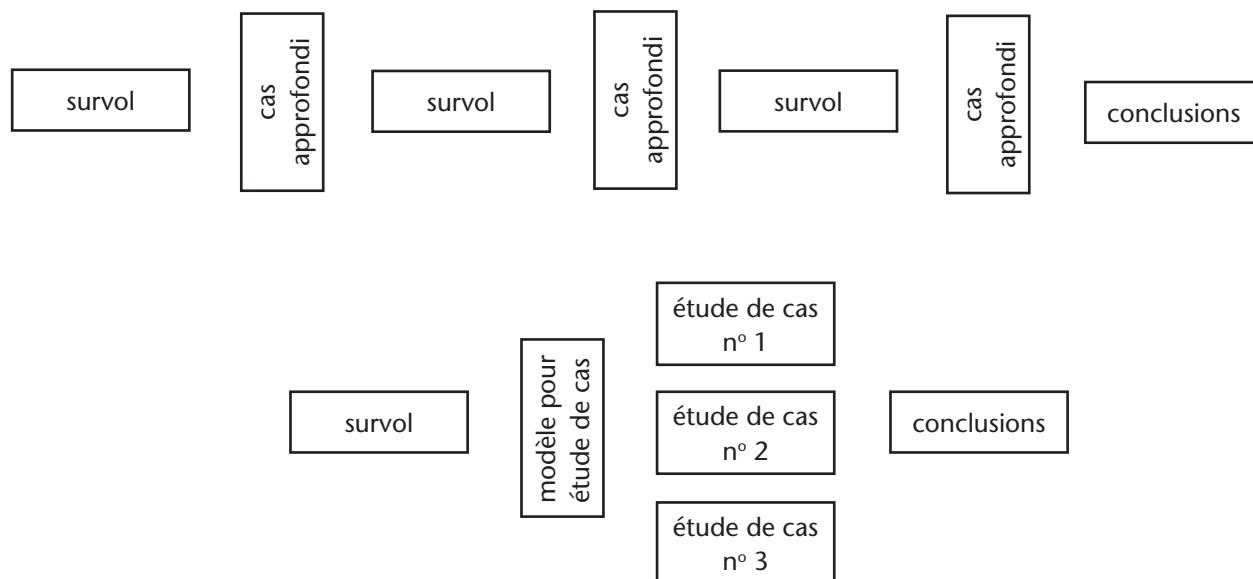 survol
cas
approfondi
survol
cas
approfondi
survol
cas
approfondi
conclusions
survol
modèle pour
étude de cas
étude de cas
nº 1
étude de cas
nº 2
étude de cas
nº 3
conclusions